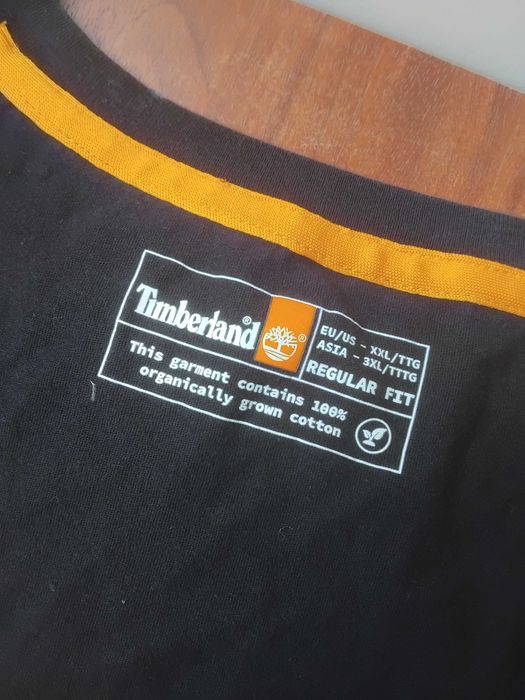 Timberland®
®
EU/US - XXL/TTG
ASIA - 3XL/TTTG
REGULAR FIT
This garment contains 100%
organically grown cotton